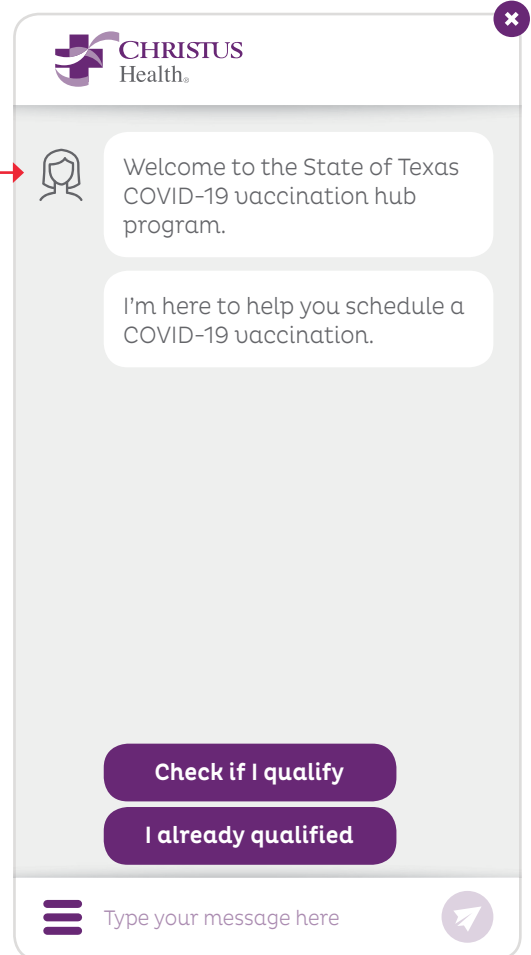 CHRISTUS
Health®
Welcome to the State of Texas
COVID-19 vaccination hub
program.
I'm here to help you schedule a
COVID-19 vaccination.
Check if I qualify
I already qualified
Type your message here